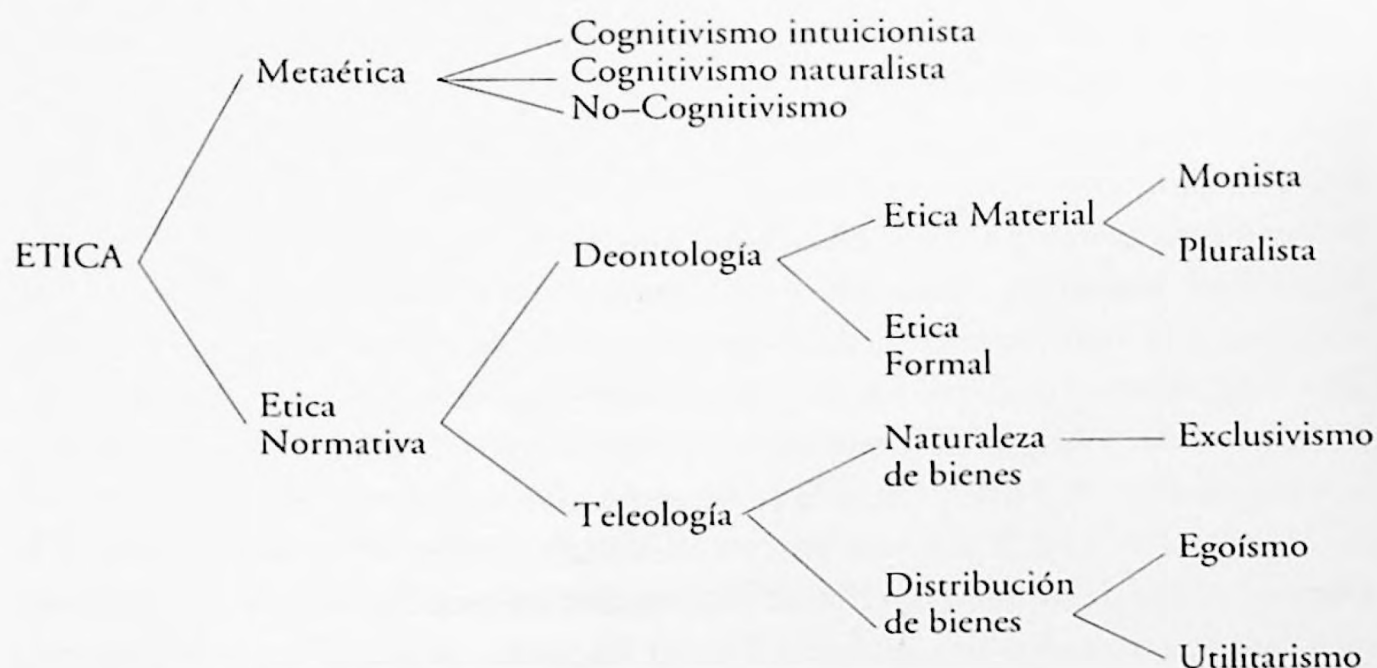 Cognitivismo intuicionista
Metaética
Cognitivismo naturalista
No-Cognitivismo
Monista
Etica Material
Pluralista
ETICA
Deontología
Etica
Formal
Etica
Normativa
Naturaleza
de bienes
Exclusivismo
Teleología
Egoísmo
Distribución
de bienes
Utilitarismo